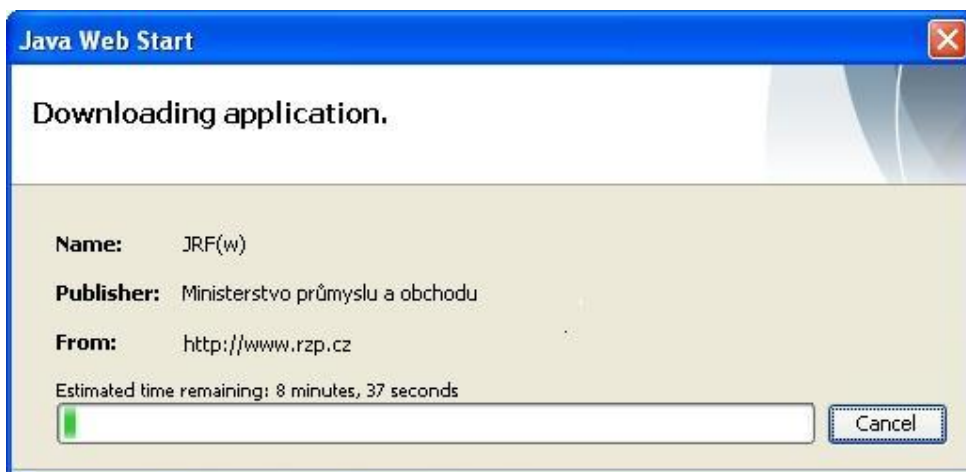 Java Web Start
Downloading application.
Name: JRF(w)
Publisher: Ministerstvo průmyslu a obchodu
From: http://www.rzp.cz
Estimated time remaining: 8 minutes, 37 seconds
Cancel